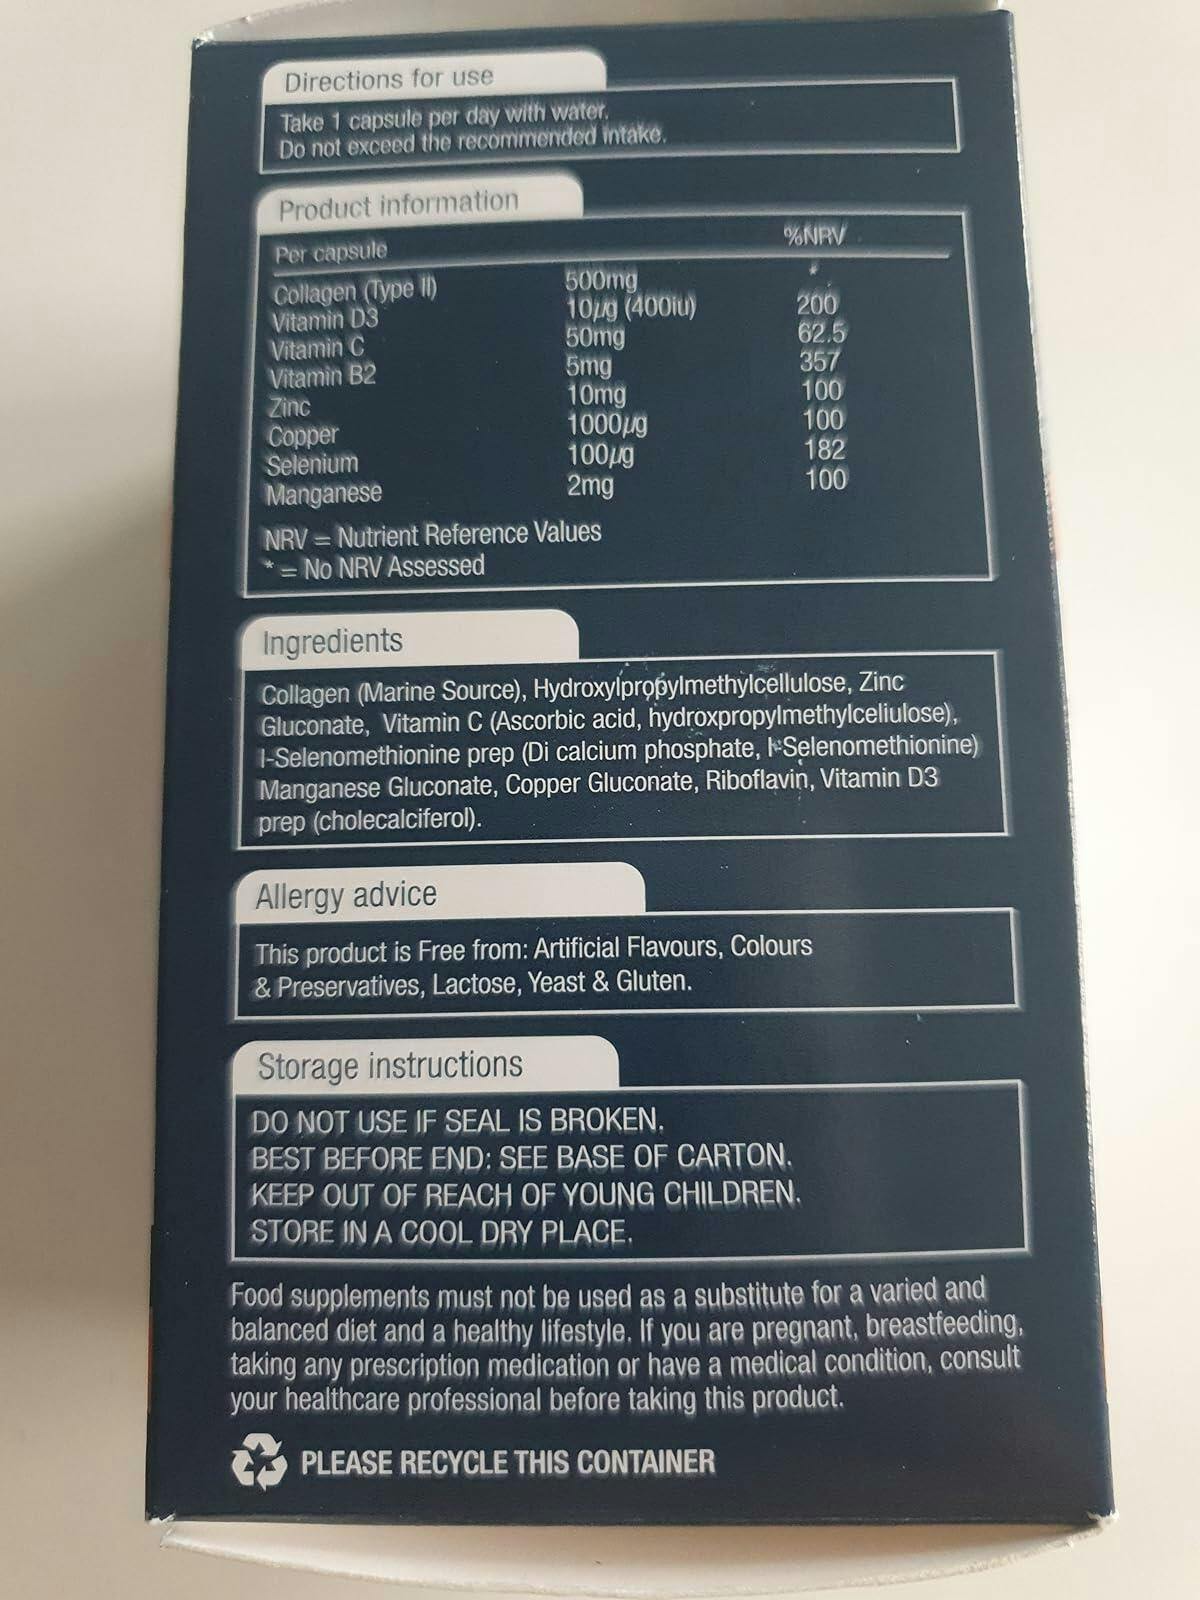 Directions for use
Take 1 capsule per day with water.
Do not exceed the recommended intake.
Product information
Per capsule %NRV
Collagen (Type II) 500mg *
Vitamin D3 10µg (400iu) 200
Vitamin C 50mg 62.5
Vitamin B2 5mg 357
Zinc 10mg 100
Copper 1000µg 100
Selenium 100µg 182
Manganese 2mg 100
NRV = Nutrient Reference Values
* = No NRV Assessed
Ingredients
Collagen (Marine Source), Hydroxylpropylmethylcellulose, Zinc
Gluconate, Vitamin C (Ascorbic acid, hydroxpropylmethylcellulose),
l-Selenomethionine prep (Di calcium phosphate, l-Selenomethionine)
Manganese Gluconate, Copper Gluconate, Riboflavin, Vitamin D3
prep (cholecalciferol).
Allergy advice
This product is Free from: Artificial Flavours, Colours
& Preservatives, Lactose, Yeast & Gluten.
Storage instructions
DO NOT USE IF SEAL IS BROKEN.
BEST BEFORE END: SEE BASE OF CARTON.
KEEP OUT OF REACH OF YOUNG CHILDREN.
STORE IN A COOL DRY PLACE.
Food supplements must not be used as a substitute for a varied and
balanced diet and a healthy lifestyle. If you are pregnant, breastfeeding,
taking any prescription medication or have a medical condition, consult
your healthcare professional before taking this product.
PLEASE RECYCLE THIS CONTAINER